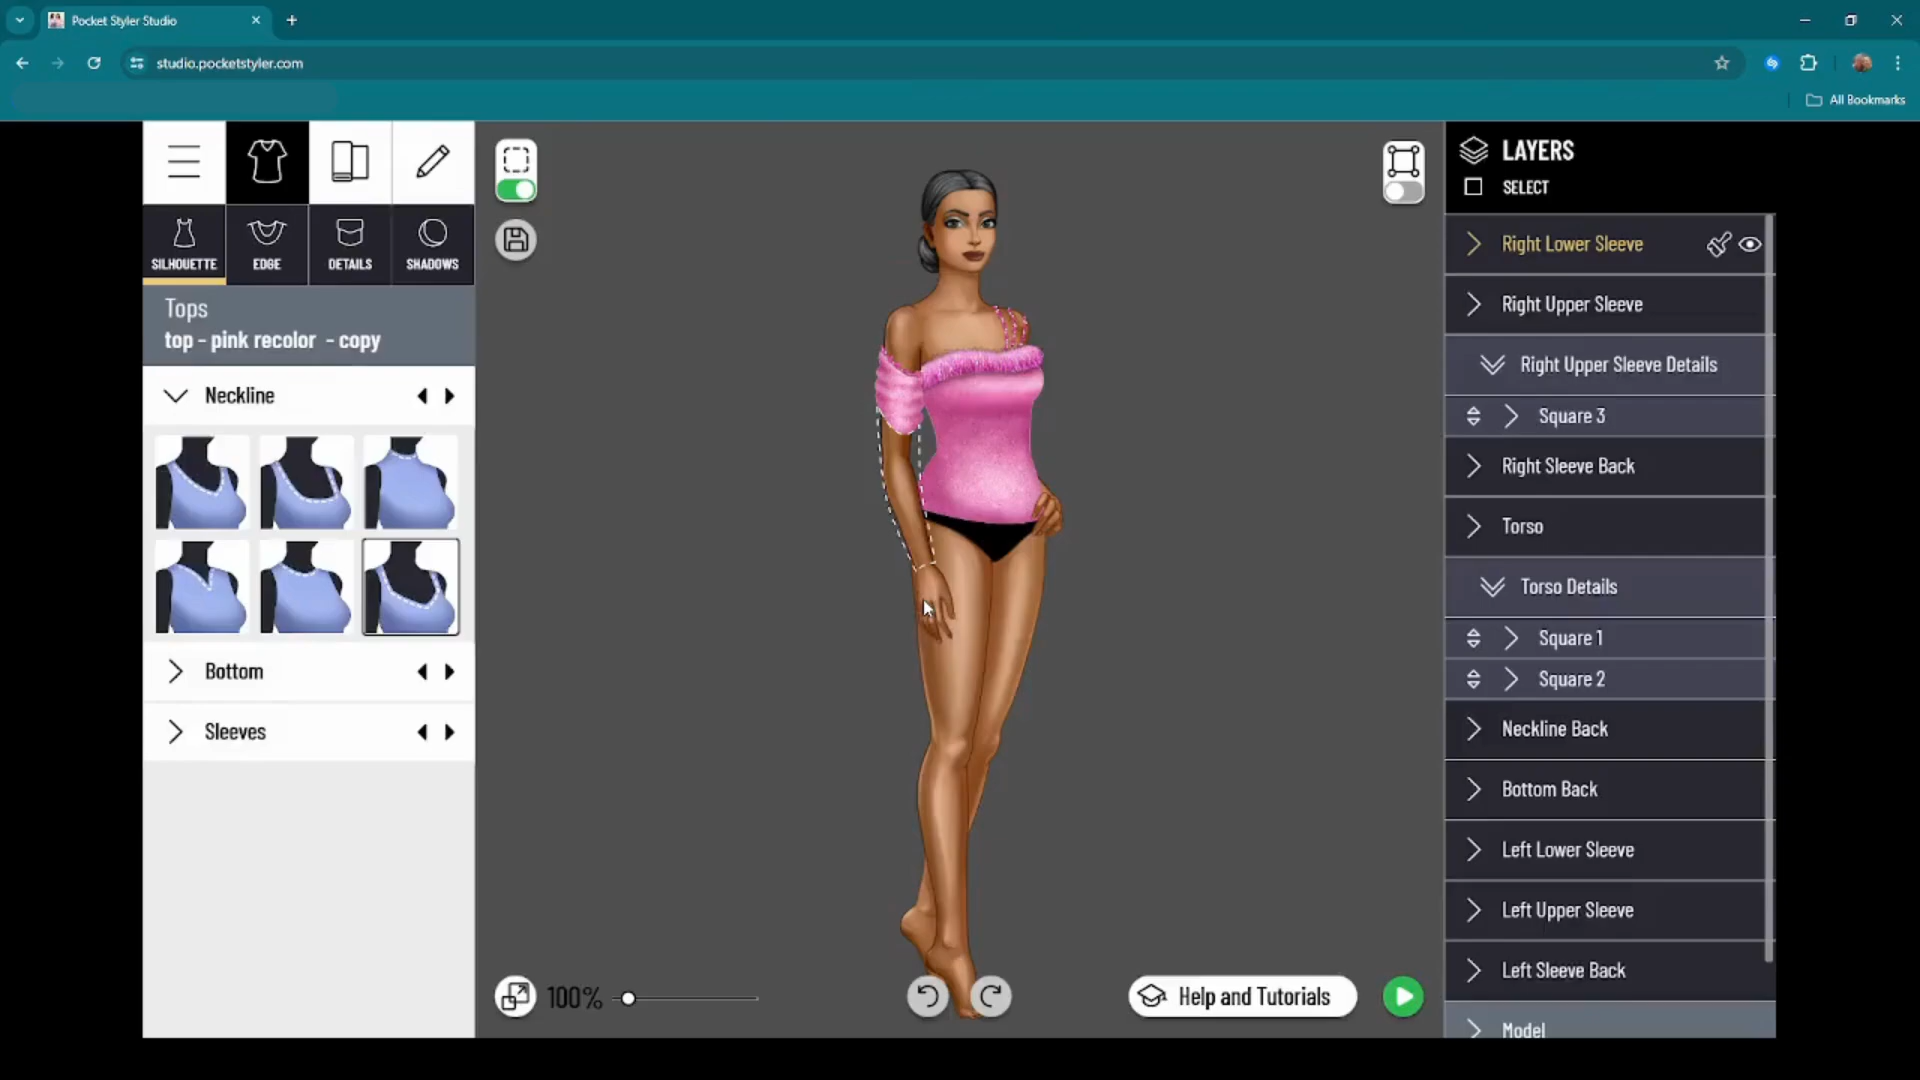 Pocket Styler Studio
studio.pocketstyler.com
All Bookmarks
SILHOUETTE
EDGE
DETAILS
SHADOWS
Tops
top - pink recolor - copy
Neckline
Bottom
Sleeves
100%
Help and Tutorials
LAYERS
SELECT
Right Lower Sleeve
Right Upper Sleeve
Right Upper Sleeve Details
Square 3
Right Sleeve Back
Torso
Torso Details
Square 1
Square 2
Neckline Back
Bottom Back
Left Lower Sleeve
Left Upper Sleeve
Left Sleeve Back
Model